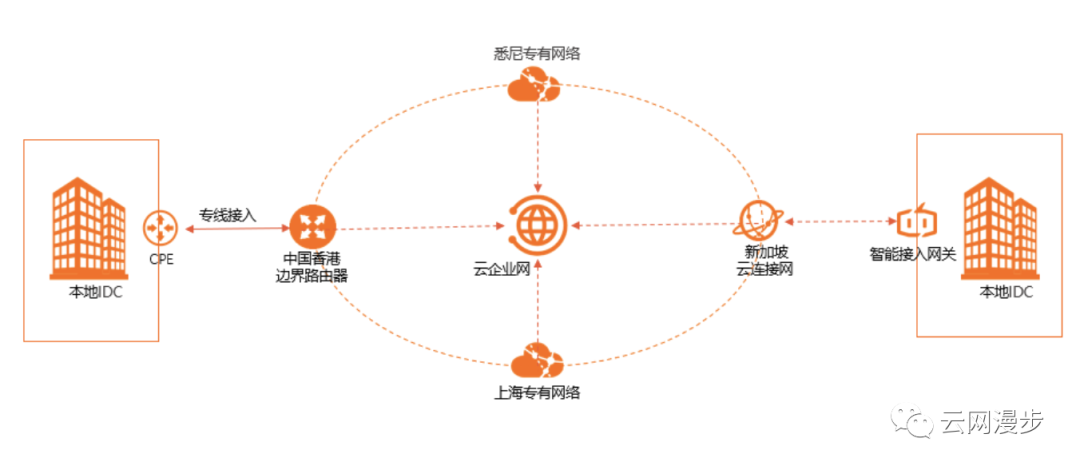 悉尼专有网络
专线接入
CPE
本地IDC
中国香港
边界路由器
云企业网
新加坡
云连接网
智能接入网关
本地IDC
上海专有网络
云网漫步